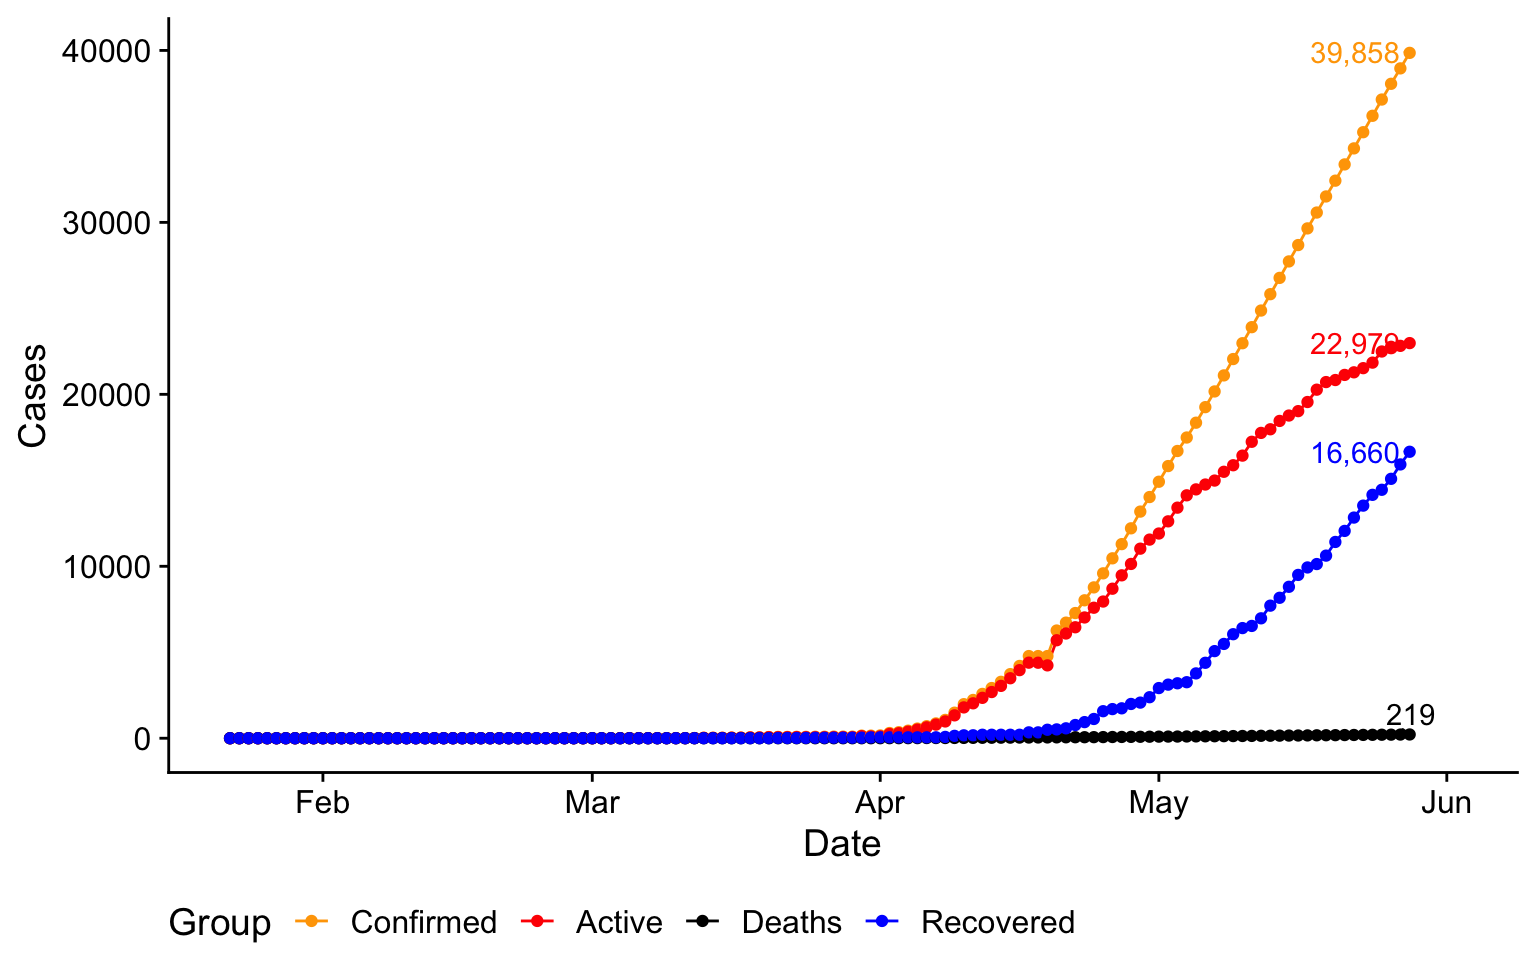 40000
39,858
30000
22,979
20000
16,660
10000
219
0
Cases
Feb Mar Apr May Jun
Date
Group Confirmed Active Deaths Recovered